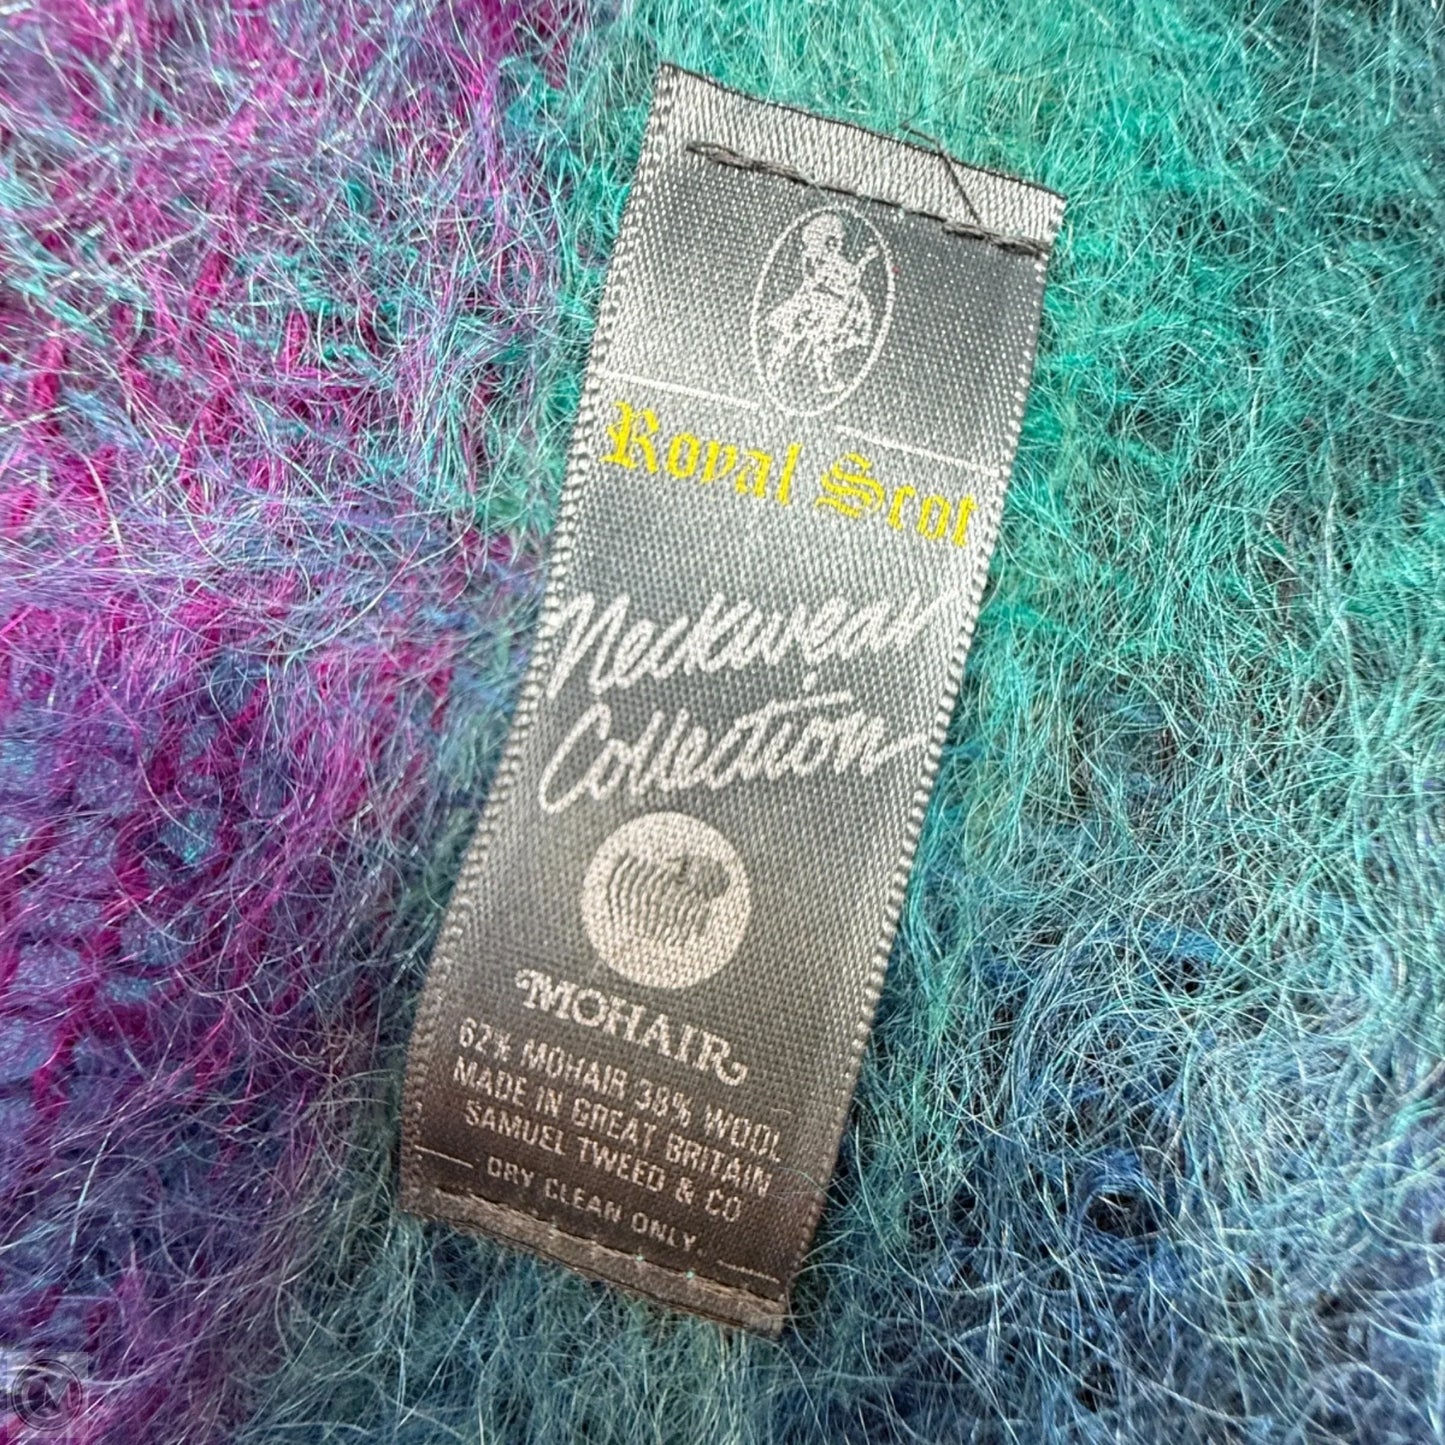 Royal Scot
Neckwear
Collection
MOHAIR
62% MOHAIR 38% WOOL
MADE IN GREAT BRITAIN
SAMUEL TWEED & CO
DRY CLEAN ONLY.